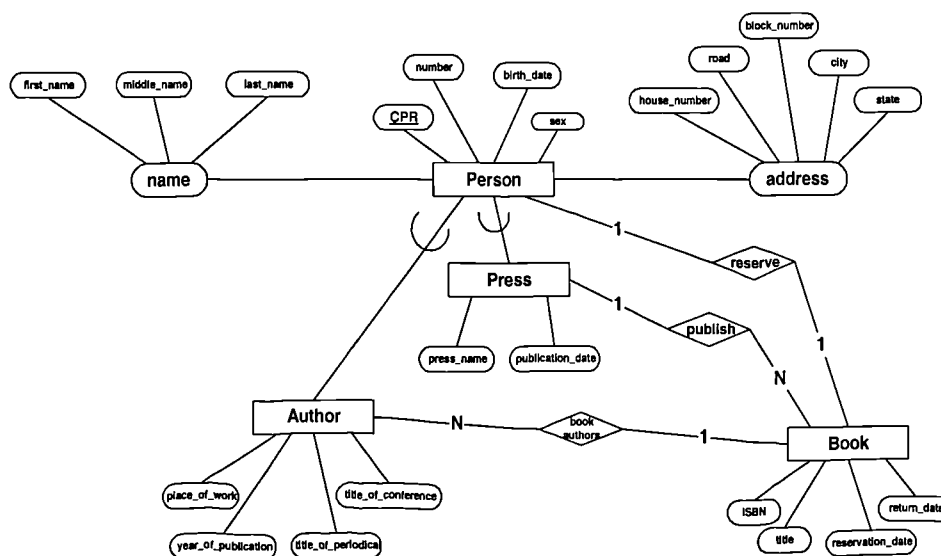 block_number
number
road
city
first_name
middle_name
last_name
birth_date
house_number
state
CPR
sex
name
Person
address
1
reserve
Press
1
publish
press_name
publication_date
1
N
Author
N
book
authors
1
Book
place_of_work
title_of_conference
ISBN
return_date
year_of_publication
title_of_periodical
title
reservation_date